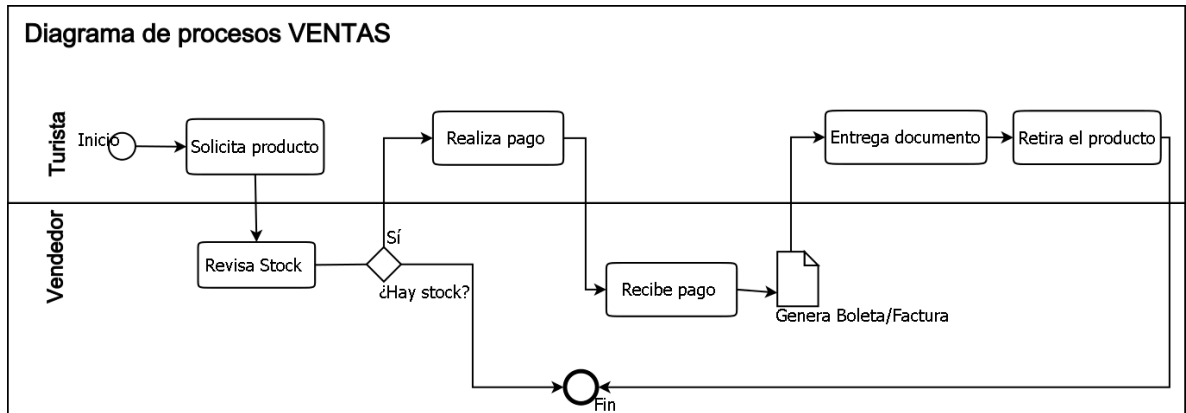 Diagrama de procesos VENTAS
Turista
Inicio
Solicita producto
Realiza pago
Entrega documento
Retira el producto
Vendedor
Revisa Stock
Sí
¿Hay stock?
Recibe pago
Genera Boleta/Factura
Fin